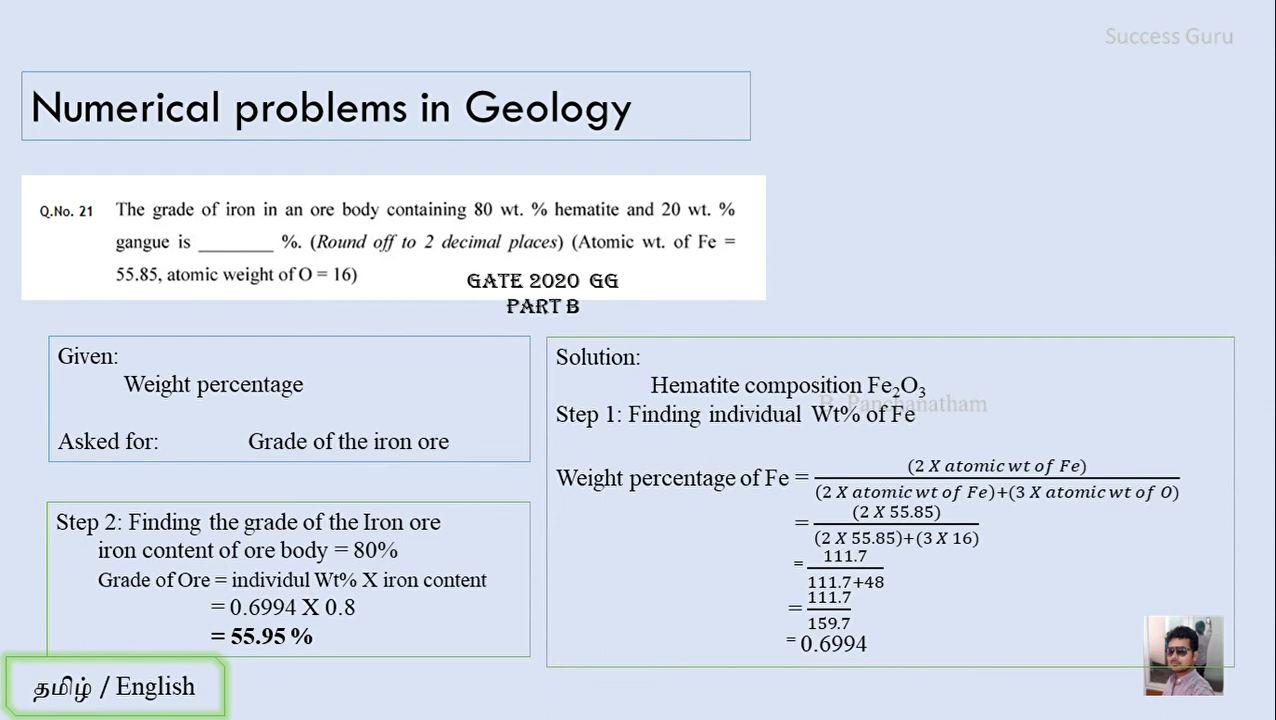 Success Guru
Numerical problems in Geology
Q.No. 21 The grade of iron in an ore body containing 80 wt. % hematite and 20 wt. %
gangue is ________ %. (Round off to 2 decimal places) (Atomic wt. of Fe =
55.85, atomic weight of O = 16)
GATE 2020 GG
PART B
Given:
Weight percentage
Asked for: Grade of the iron ore
Solution:
Hematite composition Fe₂O₃
R. Panchanatham
Step 1: Finding individual Wt% of Fe
Weight percentage of Fe = (2 X atomic wt of Fe)
(2 X atomic wt of Fe)+(3 X atomic wt of O)
= (2 X 55.85)
(2 X 55.85)+(3 X 16)
= 111.7
111.7+48
= 111.7
159.7
= 0.6994
Step 2: Finding the grade of the Iron ore
iron content of ore body = 80%
Grade of Ore = individul Wt% X iron content
= 0.6994 X 0.8
= 55.95 %
தமிழ் / English